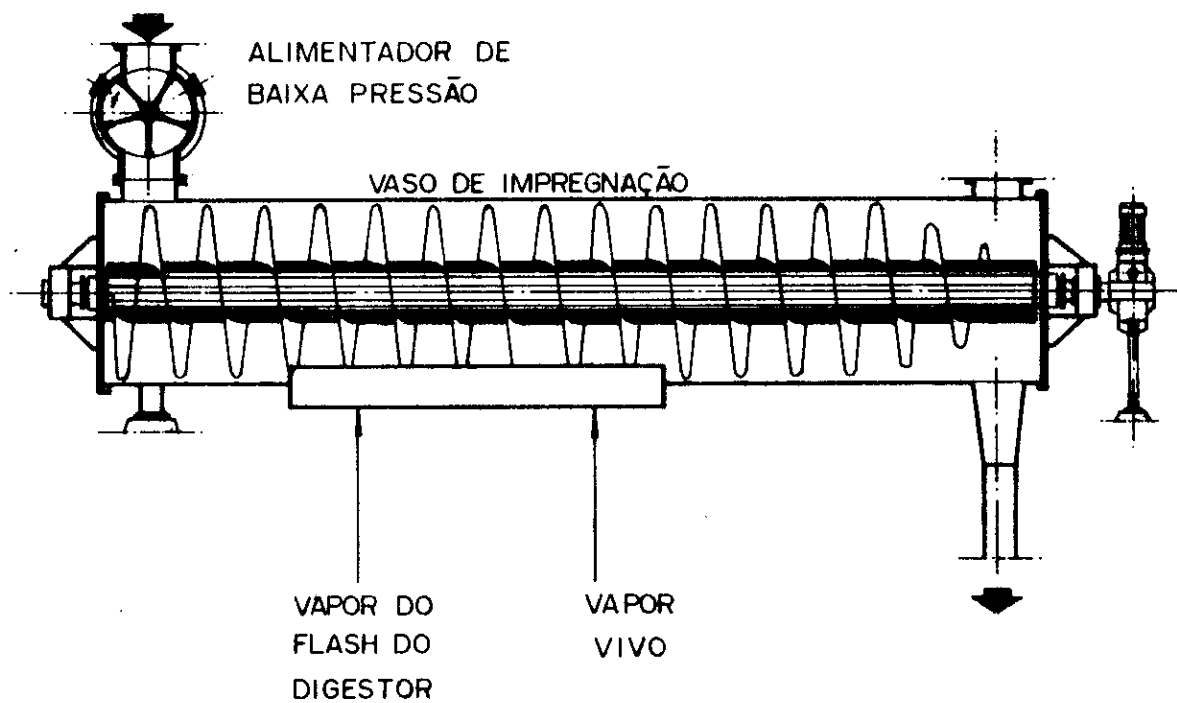 ALIMENTADOR DE
BAIXA PRESSÃO
VASO DE IMPREGNAÇÃO
VAPOR DO
FLASH DO
DIGESTOR
VAPOR
VIVO